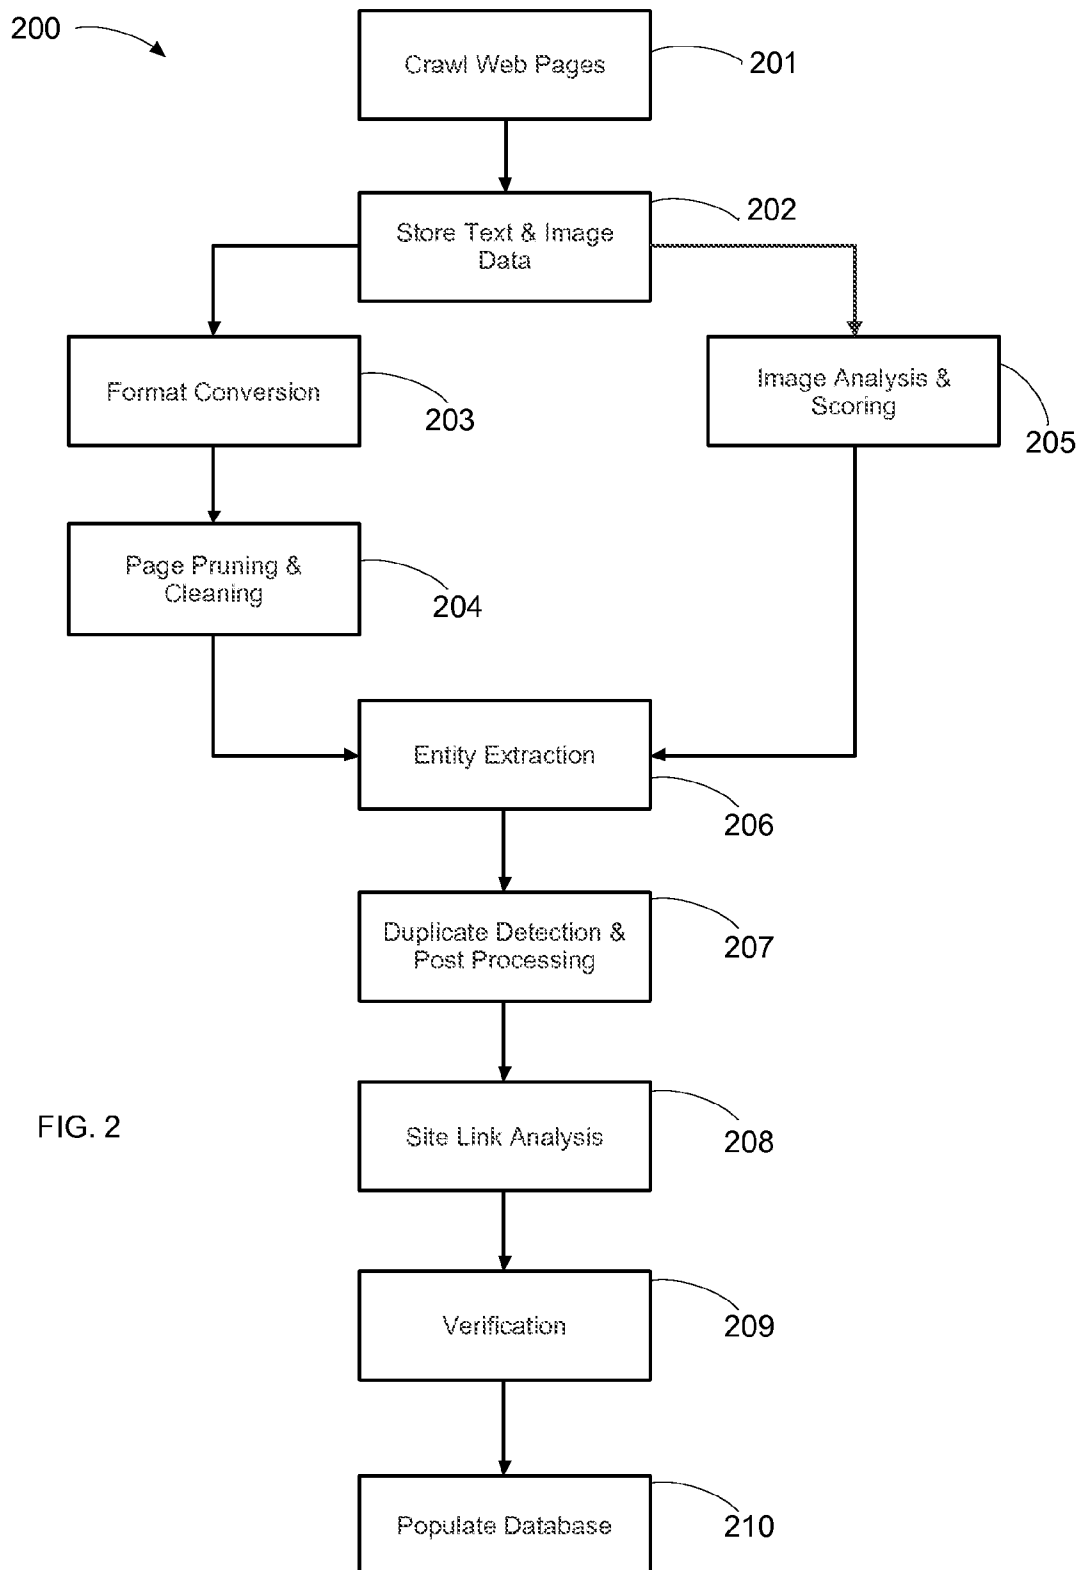 200
Crawl Web Pages
201
Store Text & Image
Data
202
Format Conversion
203
Image Analysis &
Scoring
205
Page Pruning &
Cleaning
204
Entity Extraction
206
Duplicate Detection &
Post Processing
207
FIG. 2
Site Link Analysis
208
Verification
209
Populate Database
210